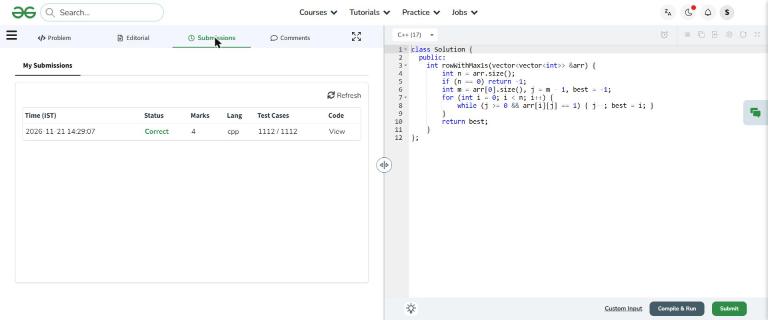 Search...
Courses
Tutorials
Practice
Jobs
S
Problem
Editorial
Submissions
Comments
C++ (17)
My Submissions
Refresh
Time (IST) Status Marks Lang Test Cases Code
2026-11-21 14:29:07 Correct 4 cpp 1112 / 1112 View
1 class Solution {
2 public:
3 int rowWithMax1s(vector<vector<int>> &arr) {
4 int n = arr.size();
5 if (n == 0) return -1;
6 int m = arr[0].size(), j = m - 1, best = -1;
7 for (int i = 0; i < n; i++) {
8 while (j >= 0 && arr[i][j] == 1) { j--; best = i; }
9 }
10 return best;
11 }
12 };
Custom Input
Compile & Run
Submit